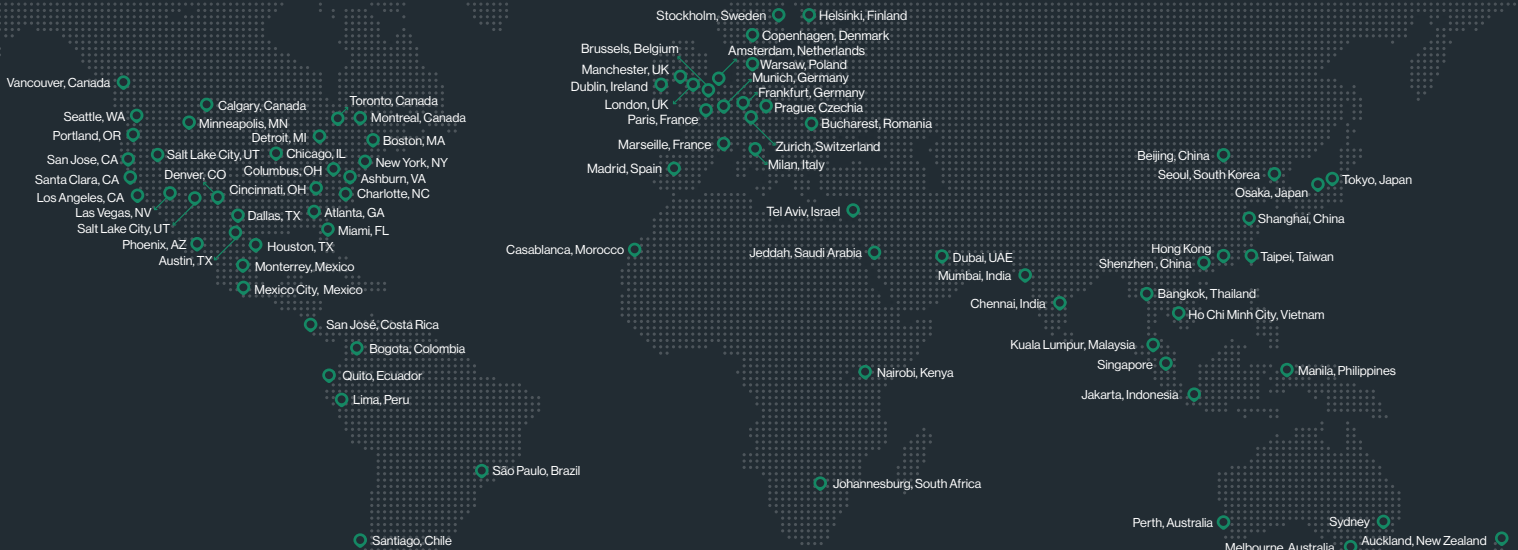 Stockholm, Sweden
Helsinki, Finland
Copenhagen, Denmark
Brussels, Belgium
Amsterdam, Netherlands
Warsaw, Poland
Manchester, UK
Munich, Germany
Dublin, Ireland
Frankfurt, Germany
London, UK
Prague, Czechia
Paris, France
Bucharest, Romania
Marseille, France
Zurich, Switzerland
Milan, Italy
Madrid, Spain
Vancouver, Canada
Calgary, Canada
Toronto, Canada
Seattle, WA
Montreal, Canada
Minneapolis, MN
Portland, OR
Detroit, MI
Boston, MA
San Jose, CA
Salt Lake City, UT
Chicago, IL
New York, NY
Santa Clara, CA
Denver, CO
Columbus, OH
Ashburn, VA
Los Angeles, CA
Cincinnati, OH
Charlotte, NC
Las Vegas, NV
Dallas, TX
Atlanta, GA
Salt Lake City, UT
Miami, FL
Phoenix, AZ
Houston, TX
Austin, TX
Monterrey, Mexico
Mexico City, Mexico
San José, Costa Rica
Bogota, Colombia
Quito, Ecuador
Lima, Peru
São Paulo, Brazil
Santiago, Chile
Tel Aviv, Israel
Casablanca, Morocco
Jeddah, Saudi Arabia
Dubai, UAE
Mumbai, India
Chennai, India
Nairobi, Kenya
Johannesburg, South Africa
Beijing, China
Seoul, South Korea
Tokyo, Japan
Osaka, Japan
Shanghai, China
Hong Kong
Shenzhen , China
Taipei, Taiwan
Bangkok, Thailand
Ho Chi Minh City, Vietnam
Kuala Lumpur, Malaysia
Singapore
Manila, Philippines
Jakarta, Indonesia
Perth, Australia
Sydney
Melbourne, Australia
Auckland, New Zealand